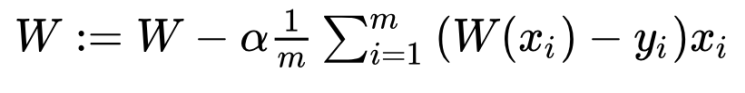 W := W − α 1/m ∑_{i=1}^{m} (W(x_i) − y_i)x_i